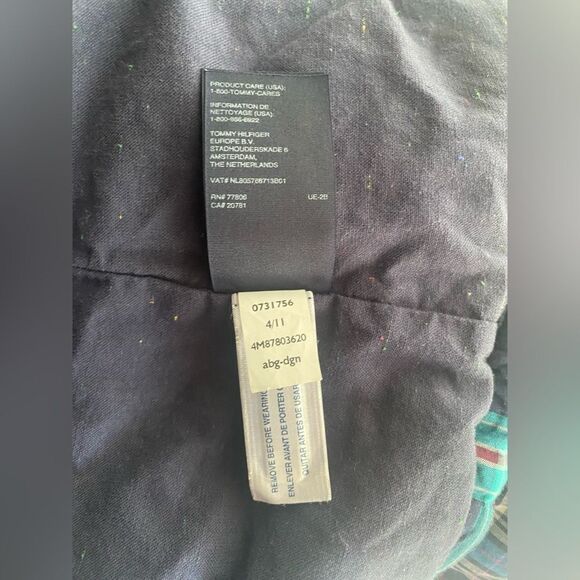 PRODUCT CARE (USA):
1-800-TOMMY-CARES
INFORMATION DE
NETTOYAGE (USA):
1-800-866-6922
TOMMY HILFIGER
EUROPE B.V.
STADHOUDERSKADE 6
AMSTERDAM,
THE NETHERLANDS
VAT# NL805766713B01
RN# 77806
UE-2B
CA# 20781
0731756
4/11
4M87803620
abg-dgn
REMOVE BEFORE WEARING
ENLEVER AVANT DE PORTER
QUITAR ANTES DE USAR